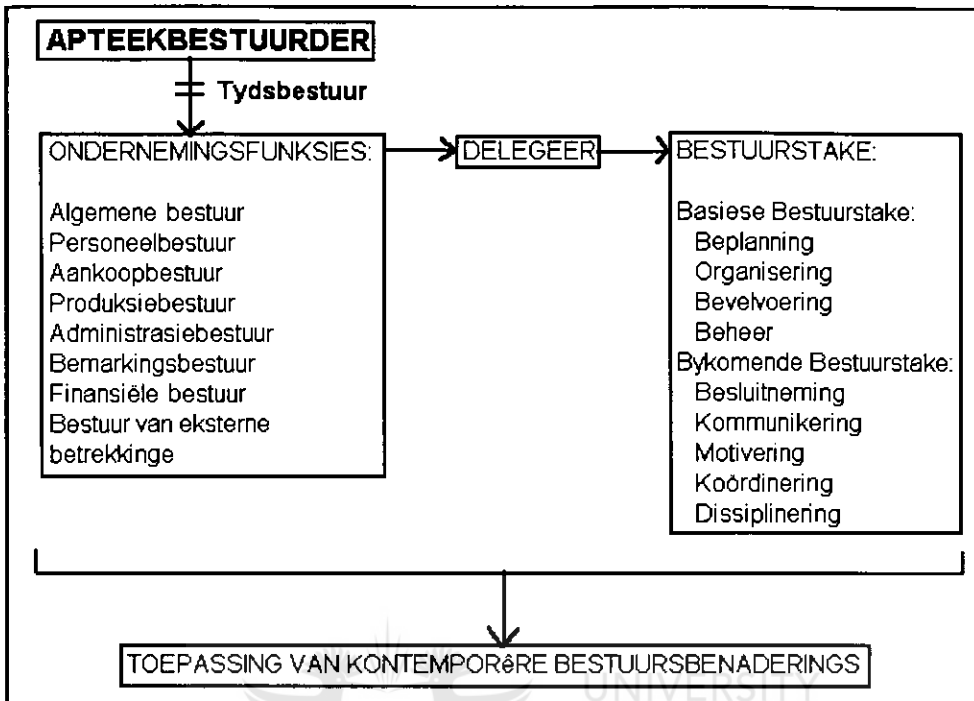 APTEEKBESTUURDER
Tydsbestuur
ONDERNEMINGSFUNKSIES:
Algemene bestuur
Personeelbestuur
Aankoopbestuur
Produksiebestuur
Administrasiebestuur
Bemarkingsbestuur
Finansiële bestuur
Bestuur van eksterne
betrekkinge
DELEGEER
BESTUURSTAKE:
Basiese Bestuurstake:
Beplanning
Organisering
Bevelvoering
Beheer
Bykomende Bestuurstake:
Besluitneming
Kommunikering
Motivering
Koördinering
Dissiplinering
TOEPASSING VAN KONTEMPORêRE BESTUURSBENADERINGS
UNIVERSITY